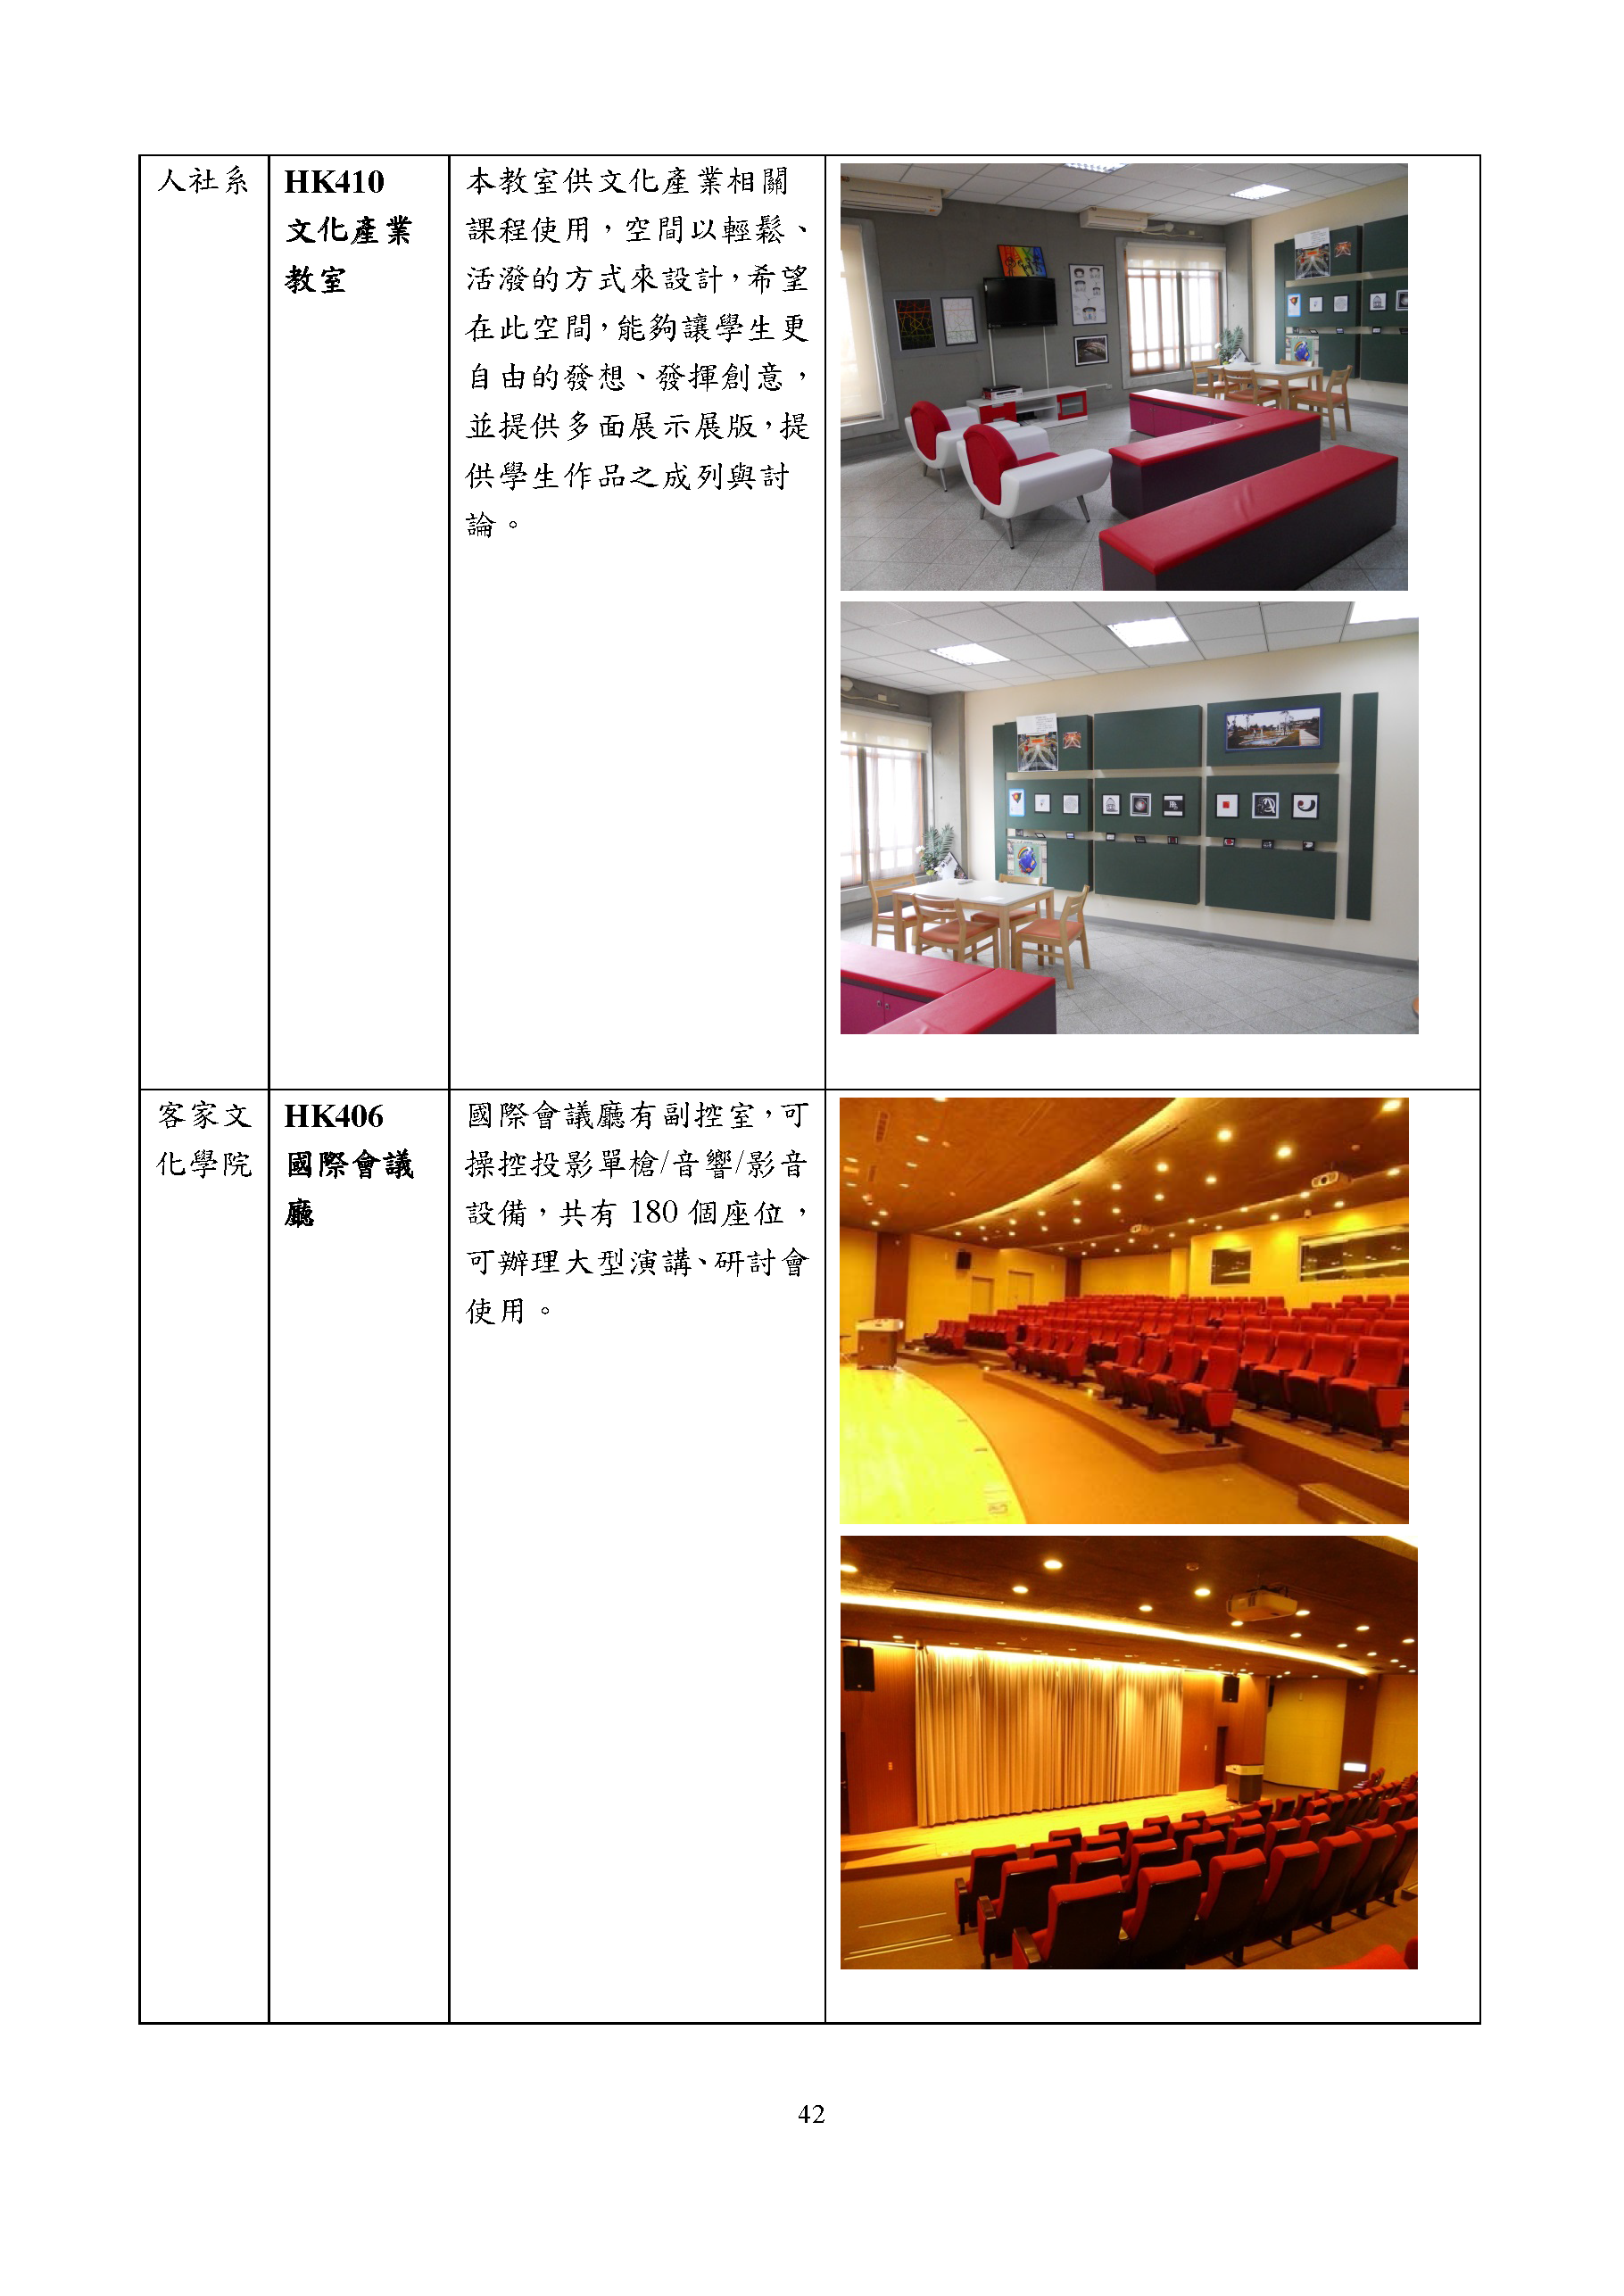 人社系
HK410
文化產業
教室
本教室供文化產業相關
課程使用，空間以輕鬆、
活潑的方式來設計，希望
在此空間，能夠讓學生更
自由的發想、發揮創意，
並提供多面展示展版，提
供學生作品之成列與討
論。
客家文
化學院
HK406
國際會議
廳
國際會議廳有副控室，可
操控投影單槍/音響/影音
設備，共有 180 個座位，
可辦理大型演講、研討會
使用。
42